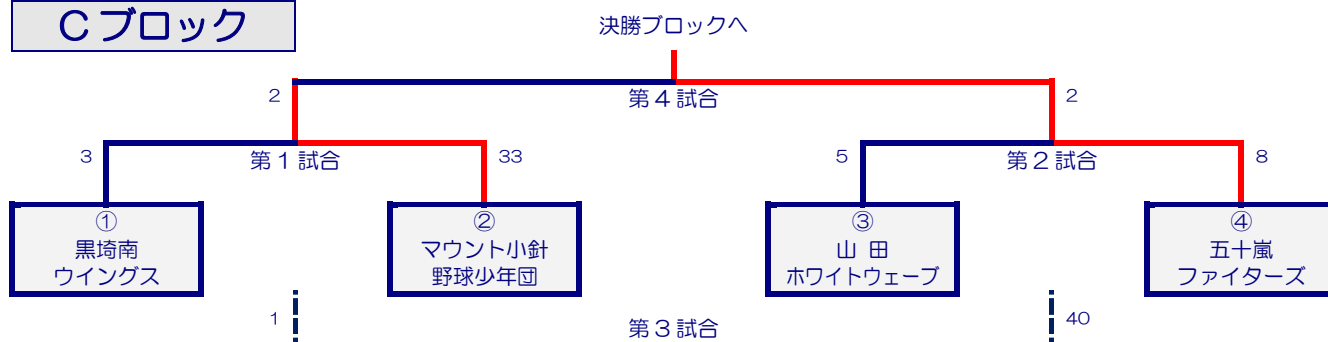 Cブロック
決勝ブロックへ
2
第4試合
2
3
第1試合
33
5
第2試合
8
①
黒埼南
ウイングス
②
マウント小針
野球少年団
③
山田
ホワイトウェーブ
④
五十嵐
ファイターズ
1
第3試合
40